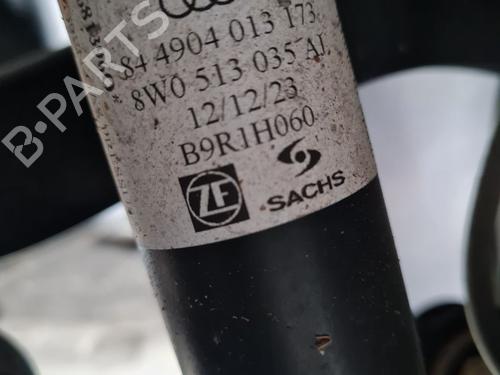 84 4904 013 173
8W0 513 035 AL
12/12/23
B9R1H060
ZF
SACHS
B-PARTS